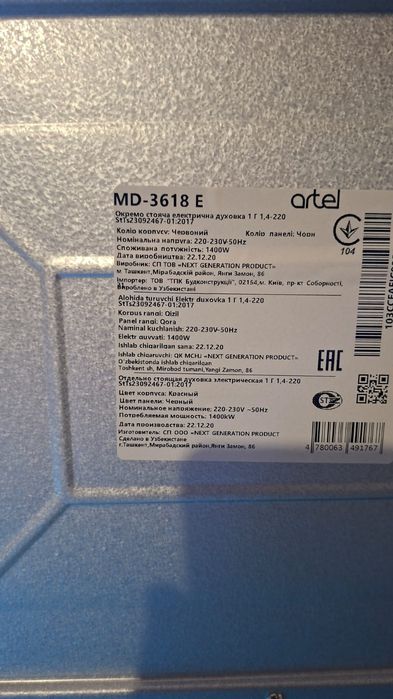 MD-3618 E
artel
Окремо стояча електрична духовка 1 Г 1,4-220
StTs23092467-01:2017
Колір корпусу: Червоний Колір панелі: Чорн
Номінальна напруга: 220-230V-50Hz
Споживана потужність: 1400W
Дата виробництва: 22.12.20
Виробник: СП ТОВ «NEXT GENERATION PRODUCT»
м.Ташкент,Мірабадскій район, Янги Замон, 86
Імпортер: ТОВ "ТПК Будконструкції", 02154,м. Київ, пр-кт Соборності,
Вироблено в Узбекистані
104
Alohida turuvchi Elektr duxovka 1 Г 1,4-220
StTs23092467-01:2017
Korpus rangi: Qizil
Panel rangi: Qora
Naminal kuchlanish: 220-230V~50Hz
Elektr quvvati: 1400W
Ishlab chiqarilgan sana: 22.12.20
Ishlab chiqaruvchi: QK MCHJ «NEXT GENERATION PRODUCT»
O'zbekistonda ishlab chiqarilgan
Toshkent sh, Mirobod tumani,Yangi Zamon, 86
EAC
Отдельно стоящая духовка электрическая 1 Г 1,4-220
StTs23092467-01:2017
Цвет корпуса: Красный
Цвет панели: Черный
Номинальное напряжение: 220-230V ~50Hz
Потребляемая мощность: 1400kW
Дата производства: 22.12.20
Изготовитель: СП ООО «NEXT GENERATION PRODUCT
Сделано в Узбекистане
г.Ташкент,Мирабадский район,Янги Замон, 86
4 780063 491767